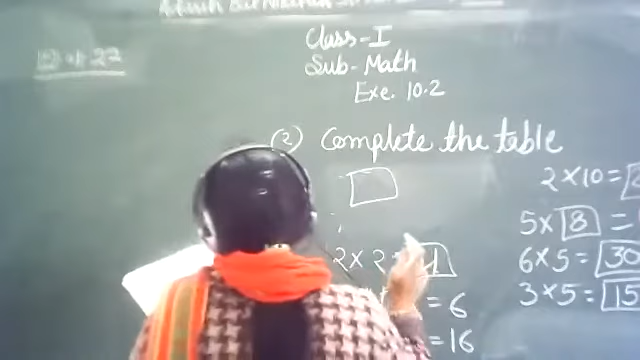 Class-I
Sub-Math
Exe. 10.2
(2) Complete the table
2×2=4
=6
=16
2×10=
5×8=
6×5=30
3×5=15